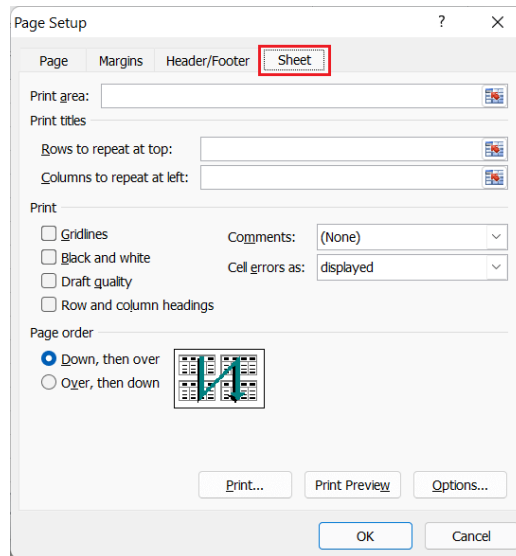 Page Setup ?
Page Margins Header/Footer Sheet
Print area:
Print titles
Rows to repeat at top:
Columns to repeat at left:
Print
Gridlines Comments: (None)
Black and white Cell errors as: displayed
Draft quality
Row and column headings
Page order
Down, then over
Over, then down
Print... Print Preview Options...
OK Cancel